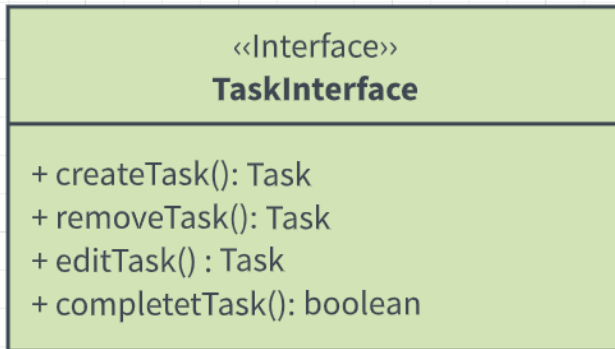 ‹‹Interface››
TaskInterface
+ createTask(): Task
+ removeTask(): Task
+ editTask() : Task
+ completetTask(): boolean